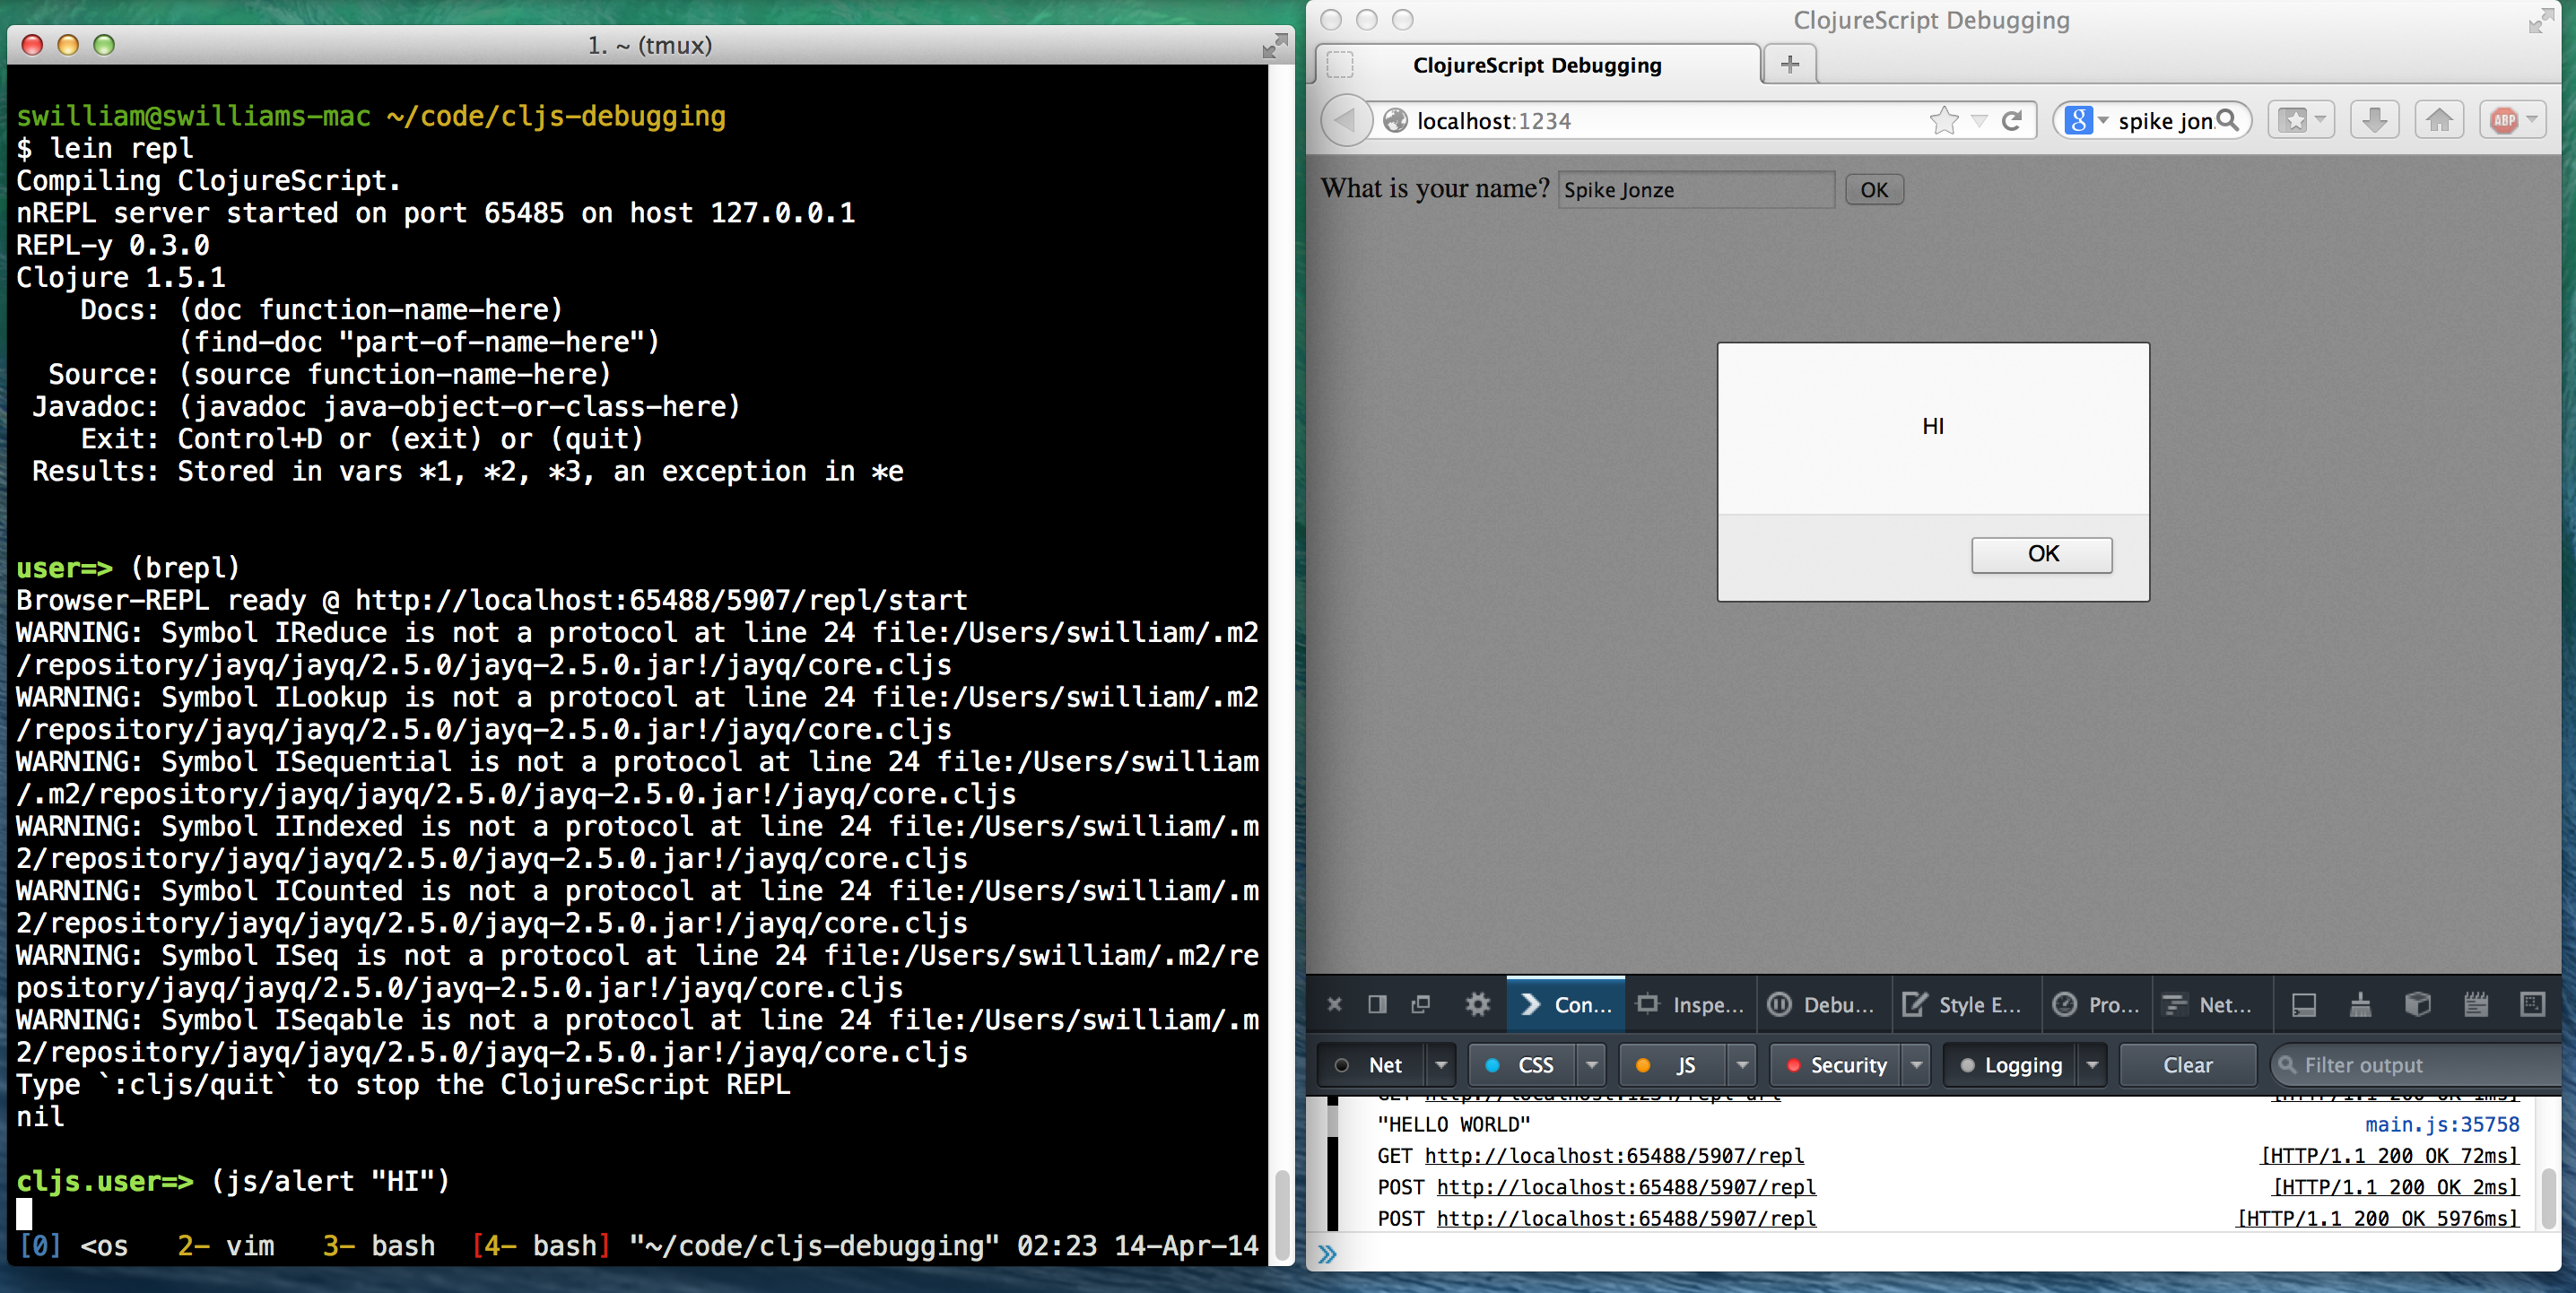 1. ~ (tmux)
swilliam@swilliams-mac ~/code/cljs-debugging
$ lein repl
Compiling ClojureScript.
nREPL server started on port 65485 on host 127.0.0.1
REPL-y 0.3.0
Clojure 1.5.1
Docs: (doc function-name-here)
(find-doc "part-of-name-here")
Source: (source function-name-here)
Javadoc: (javadoc java-object-or-class-here)
Exit: Control+D or (exit) or (quit)
Results: Stored in vars *1, *2, *3, an exception in *e
user=> (brepl)
Browser-REPL ready @ http://localhost:65488/5907/repl/start
WARNING: Symbol IReduce is not a protocol at line 24 file:/Users/swilliam/.m2
/repository/jayq/jayq/2.5.0/jayq-2.5.0.jar!/jayq/core.cljs
WARNING: Symbol ILookup is not a protocol at line 24 file:/Users/swilliam/.m2
/repository/jayq/jayq/2.5.0/jayq-2.5.0.jar!/jayq/core.cljs
WARNING: Symbol ISequential is not a protocol at line 24 file:/Users/swilliam
/.m2/repository/jayq/jayq/2.5.0/jayq-2.5.0.jar!/jayq/core.cljs
WARNING: Symbol IIndexed is not a protocol at line 24 file:/Users/swilliam/.m
2/repository/jayq/jayq/2.5.0/jayq-2.5.0.jar!/jayq/core.cljs
WARNING: Symbol ICounted is not a protocol at line 24 file:/Users/swilliam/.m
2/repository/jayq/jayq/2.5.0/jayq-2.5.0.jar!/jayq/core.cljs
WARNING: Symbol ISeq is not a protocol at line 24 file:/Users/swilliam/.m2/re
pository/jayq/jayq/2.5.0/jayq-2.5.0.jar!/jayq/core.cljs
WARNING: Symbol ISeqable is not a protocol at line 24 file:/Users/swilliam/.m
2/repository/jayq/jayq/2.5.0/jayq-2.5.0.jar!/jayq/core.cljs
Type `:cljs/quit` to stop the ClojureScript REPL
nil
cljs.user=> (js/alert "HI")
[0] <os 2- vim 3- bash [4- bash] "~/code/cljs-debugging" 02:23 14-Apr-14
ClojureScript Debugging
ClojureScript Debugging
localhost:1234
spike jon
ABP
What is your name? Spike Jonze OK
HI
OK
Con... Inspe... Debu... Style E... Pro... Net...
Net CSS JS Security Logging Clear Filter output
GET http://localhost:1234/repl-url [HTTP/1.1 200 OK 1ms]
"HELLO WORLD" main.js:35758
GET http://localhost:65488/5907/repl [HTTP/1.1 200 OK 72ms]
POST http://localhost:65488/5907/repl [HTTP/1.1 200 OK 2ms]
POST http://localhost:65488/5907/repl [HTTP/1.1 200 OK 5976ms]